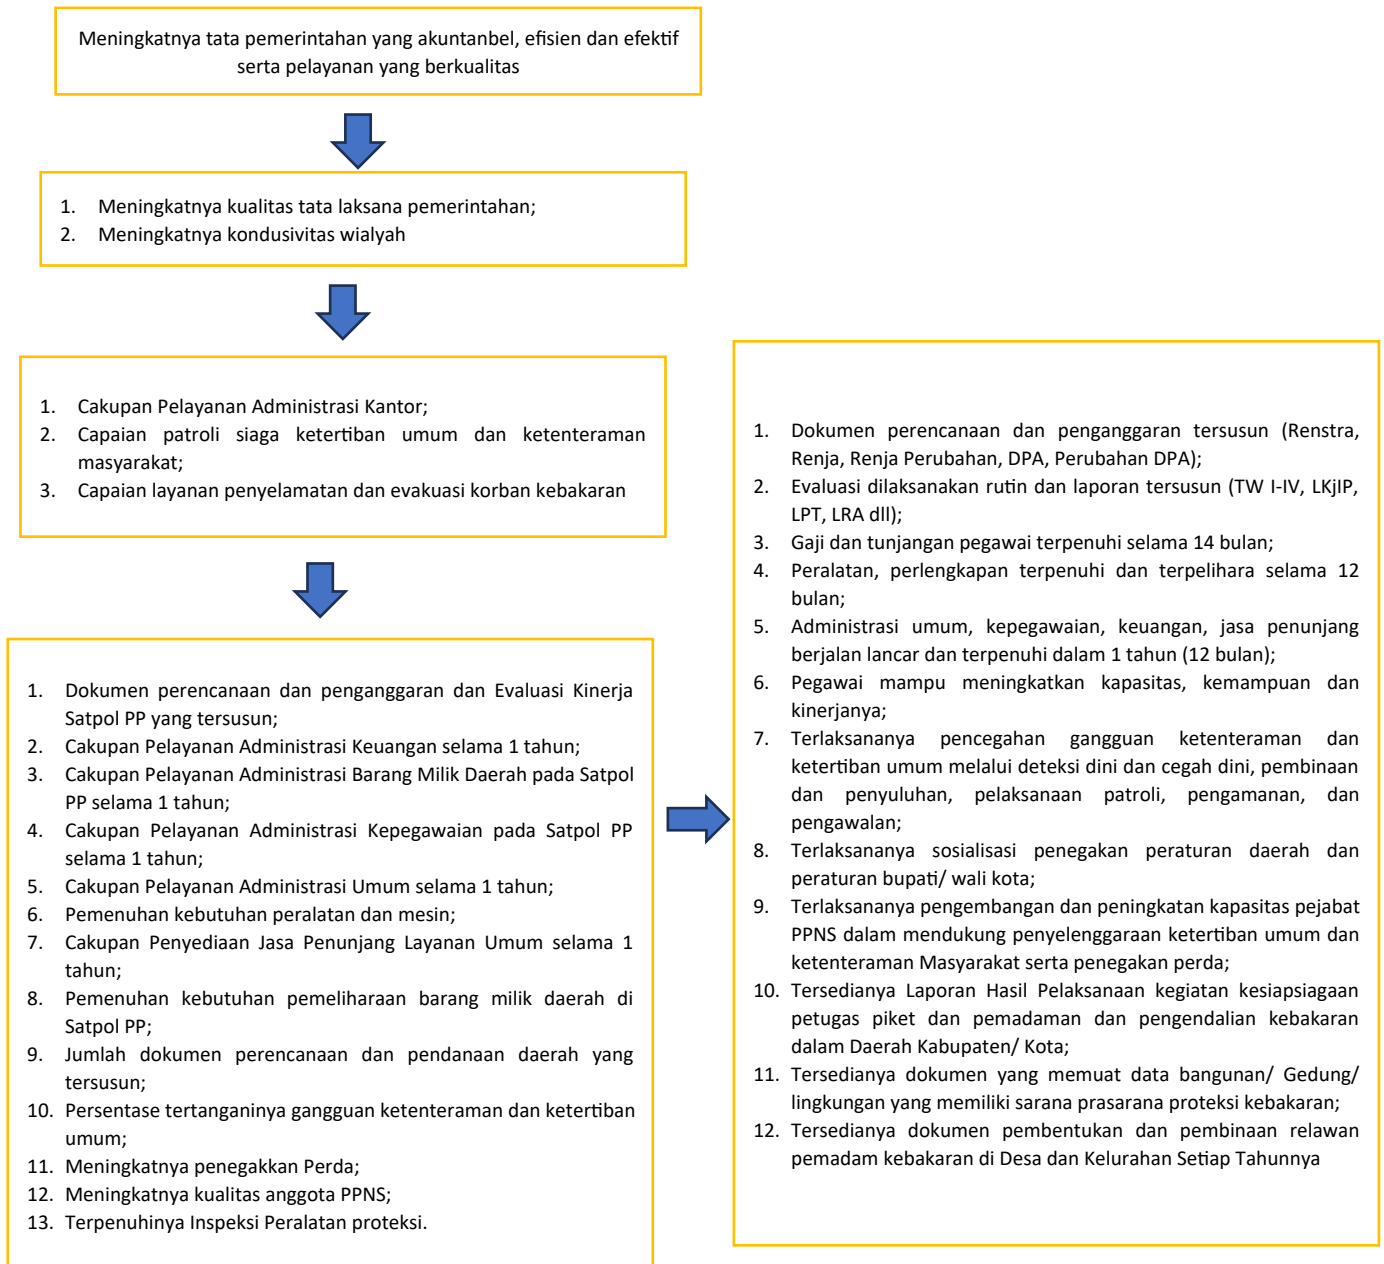 Meningkatnya tata pemerintahan yang akuntanbel, efisien dan efektif
serta pelayanan yang berkualitas
1. Meningkatnya kualitas tata laksana pemerintahan;
2. Meningkatnya kondusivitas wialyah
1. Cakupan Pelayanan Administrasi Kantor;
2. Capaian patroli siaga ketertiban umum dan ketenteraman
masyarakat;
3. Capaian layanan penyelamatan dan evakuasi korban kebakaran
1. Dokumen perencanaan dan penganggaran dan Evaluasi Kinerja
Satpol PP yang tersusun;
2. Cakupan Pelayanan Administrasi Keuangan selama 1 tahun;
3. Cakupan Pelayanan Administrasi Barang Milik Daerah pada Satpol
PP selama 1 tahun;
4. Cakupan Pelayanan Administrasi Kepegawaian pada Satpol PP
selama 1 tahun;
5. Cakupan Pelayanan Administrasi Umum selama 1 tahun;
6. Pemenuhan kebutuhan peralatan dan mesin;
7. Cakupan Penyediaan Jasa Penunjang Layanan Umum selama 1
tahun;
8. Pemenuhan kebutuhan pemeliharaan barang milik daerah di
Satpol PP;
9. Jumlah dokumen perencanaan dan pendanaan daerah yang
tersusun;
10. Persentase tertanganinya gangguan ketenteraman dan ketertiban
umum;
11. Meningkatnya penegakkan Perda;
12. Meningkatnya kualitas anggota PPNS;
13. Terpenuhinya Inspeksi Peralatan proteksi.
1. Dokumen perencanaan dan penganggaran tersusun (Renstra,
Renja, Renja Perubahan, DPA, Perubahan DPA);
2. Evaluasi dilaksanakan rutin dan laporan tersusun (TW I-IV, LKjIP,
LPT, LRA dll);
3. Gaji dan tunjangan pegawai terpenuhi selama 14 bulan;
4. Peralatan, perlengkapan terpenuhi dan terpelihara selama 12
bulan;
5. Administrasi umum, kepegawaian, keuangan, jasa penunjang
berjalan lancar dan terpenuhi dalam 1 tahun (12 bulan);
6. Pegawai mampu meningkatkan kapasitas, kemampuan dan
kinerjanya;
7. Terlaksananya pencegahan gangguan ketenteraman dan
ketertiban umum melalui deteksi dini dan cegah dini, pembinaan
dan penyuluhan, pelaksanaan patroli, pengamanan, dan
pengawalan;
8. Terlaksananya sosialisasi penegakan peraturan daerah dan
peraturan bupati/ wali kota;
9. Terlaksananya pengembangan dan peningkatan kapasitas pejabat
PPNS dalam mendukung penyelenggaraan ketertiban umum dan
ketenteraman Masyarakat serta penegakan perda;
10. Tersedianya Laporan Hasil Pelaksanaan kegiatan kesiapsiagaan
petugas piket dan pemadaman dan pengendalian kebakaran
dalam Daerah Kabupaten/ Kota;
11. Tersedianya dokumen yang memuat data bangunan/ Gedung/
lingkungan yang memiliki sarana prasarana proteksi kebakaran;
12. Tersedianya dokumen pembentukan dan pembinaan relawan
pemadam kebakaran di Desa dan Kelurahan Setiap Tahunnya